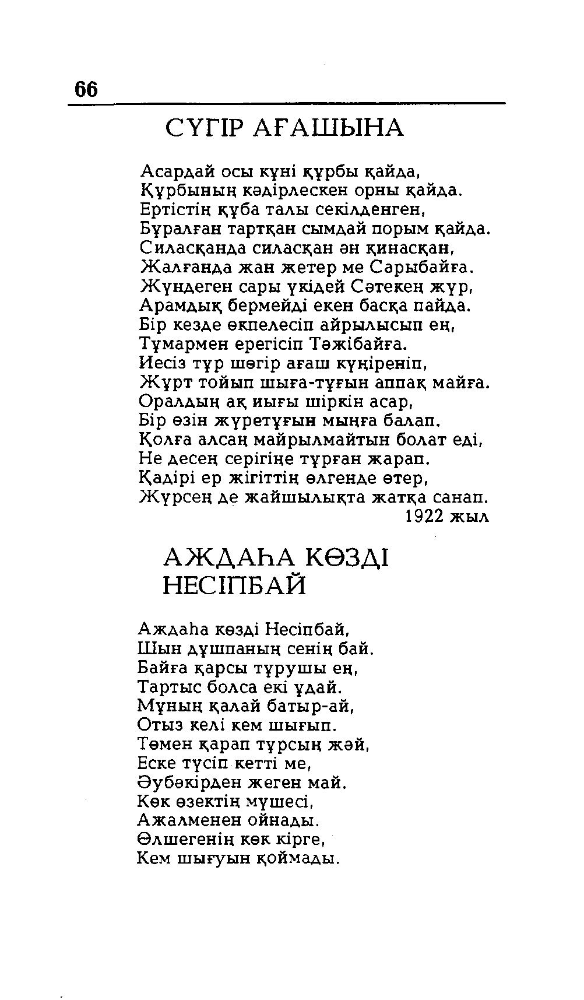 66
СҮГІР АҒАШЫНА
Асардай осы күні құрбы қайда,
Құрбының кәдірлескен орны қайда.
Ертістің құба талы секілденген,
Бұралған тартқан сымдай порым қайда.
Силасқанда силасқан ән қинасқан,
Жалғанда жан жетер ме Сарыбайға.
Жүндеген сары үкідей Сәтекең жүр,
Арамдық бермейді екен басқа пайда.
Бір кезде өкпелесіп айрылысып ең,
Тұмармен ерегісіп Тәжібайға.
Иесіз тұр шөгір ағаш күңіреніп,
Жұрт тойып шыға-тұғын аппақ майға.
Оралдың ақ иығы шіркін асар,
Бір өзін жүретұғын мыңға балап.
Қолға алсаң майрылмайтын болат еді,
Не десең серігіңе тұрған жарап.
Қадірі ер жігіттің өлгенде өтер,
Жүрсең де жайшылықта жатқа санап.
1922 жыл
АЖДАҺА КӨЗДІ
НЕСІПБАЙ
Аждаһа көзді Несіпбай,
Шын дұшпаның сенің бай.
Байға қарсы тұрушы ең,
Тартыс болса екі ұдай.
Мұның қалай батыр-ай,
Отыз келі кем шығып.
Төмен қарап тұрсың жәй,
Еске түсіп кетті ме,
Әубәкірден жеген май.
Көк өзектің мүшесі,
Ажалменен ойнады.
Өлшегенің көк кірге,
Кем шығуын қоймады.